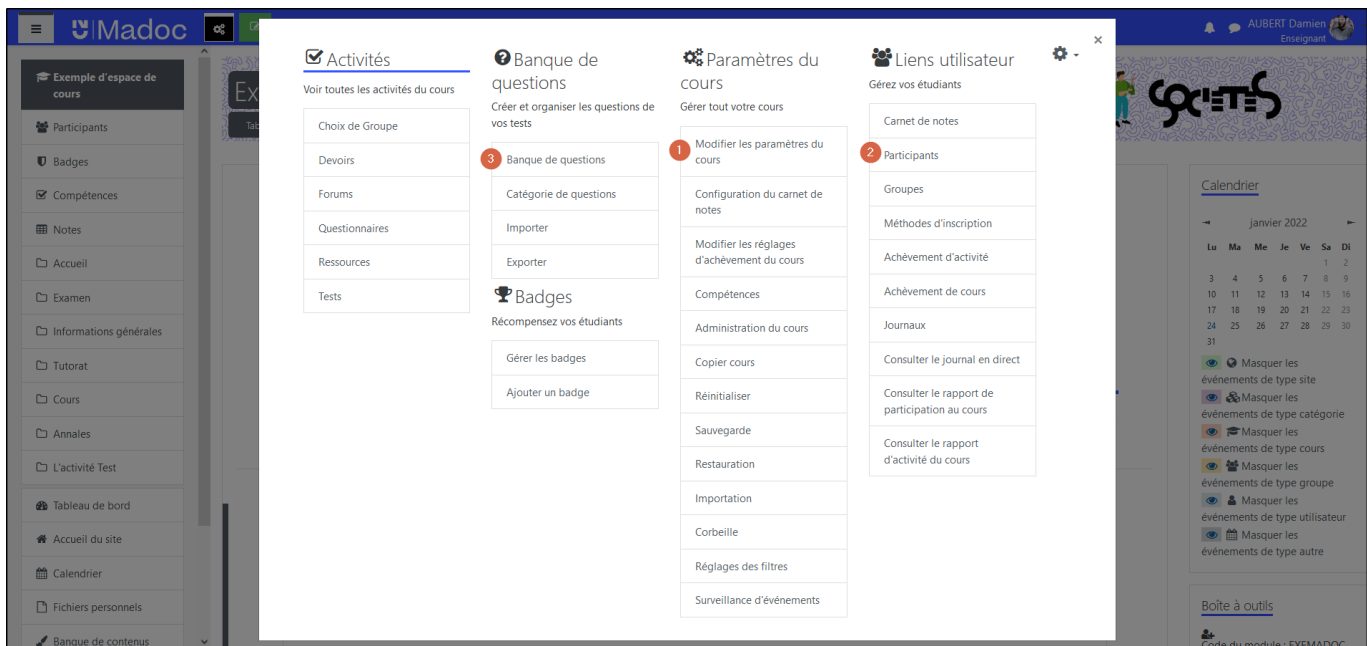 Madoc
AUBERT Damien
Enseignant
Exemple d'espace de
cours
Participants
Badges
Compétences
Notes
Accueil
Examen
Informations générales
Tutorat
Cours
Annales
L'activité Test
Tableau de bord
Accueil du site
Calendrier
Fichiers personnels
Banque de contenus
Ex
Tab
Activités
Voir toutes les activités du cours
Choix de Groupe
Devoirs
Forums
Questionnaires
Ressources
Tests
Banque de
questions
Créer et organiser les questions de
vos tests
3 Banque de questions
Catégorie de questions
Importer
Exporter
Badges
Récompensez vos étudiants
Gérer les badges
Ajouter un badge
Paramètres du
cours
Gérer tout votre cours
1 Modifier les paramètres du
cours
Configuration du carnet de
notes
Modifier les réglages
d'achèvement du cours
Compétences
Administration du cours
Copier cours
Réinitialiser
Sauvegarde
Restauration
Importation
Corbeille
Réglages des filtres
Surveillance d'événements
Liens utilisateur
Gérez vos étudiants
Carnet de notes
2 Participants
Groupes
Méthodes d'inscription
Achèvement d'activité
Achèvement de cours
Journaux
Consulter le journal en direct
Consulter le rapport de
participation au cours
Consulter le rapport
d'activité du cours
×
SOCIETES
Calendrier
◄ janvier 2022 ►
Lu Ma Me Je Ve Sa Di
1 2
3 4 5 6 7 8 9
10 11 12 13 14 15 16
17 18 19 20 21 22 23
24 25 26 27 28 29 30
31
Masquer les
événements de type site
Masquer les
événements de type catégorie
Masquer les
événements de type cours
Masquer les
événements de type groupe
Masquer les
événements de type utilisateur
Masquer les
événements de type autre
Boîte à outils
Code du module : EXEMADOC